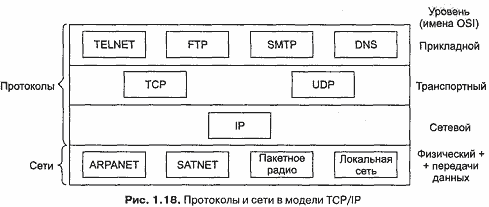 Уровень
(имена OSI)
TELNET FTP SMTP DNS Прикладной
Протоколы
TCP UDP Транспортный
IP Сетевой
Сети
ARPANET SATNET Пакетное радио Локальная сеть Физический + + передачи данных
Рис. 1.18. Протоколы и сети в модели TCP/IP